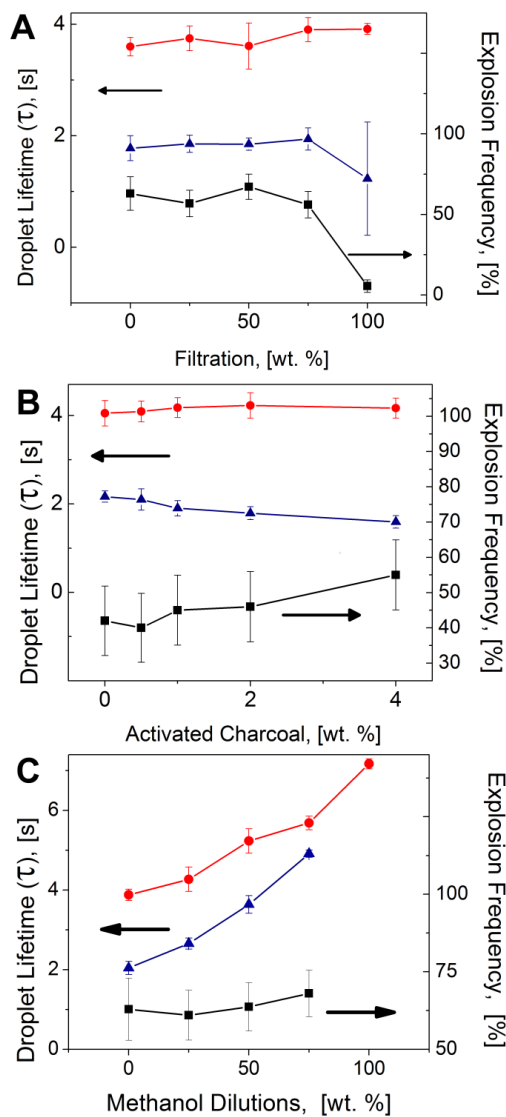 A
Droplet Lifetime (τ), [s]
4
2
0
Explosion Frequency, [%]
100
50
0
0 50 100
Filtration, [wt. %]
B
Droplet Lifetime (τ), [s]
4
2
0
Explosion Frequency, [%]
100
90
80
70
60
50
40
30
0 2 4
Activated Charcoal, [wt. %]
C
Droplet Lifetime (τ), [s]
6
4
2
0
Explosion Frequency, [%]
100
75
50
0 50 100
Methanol Dilutions, [wt. %]